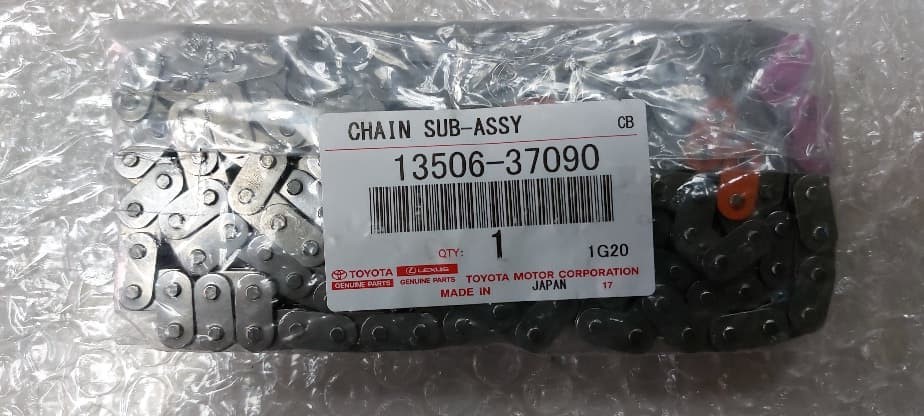 CHAIN SUB-ASSY CB
13506-37090
QTY: 1 1G20
TOYOTA LEXUS TOYOTA MOTOR CORPORATION
GENUINE PARTS GENUINE PARTS
MADE IN JAPAN 17